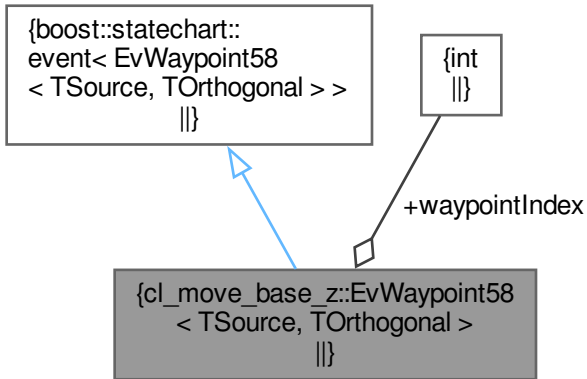 {boost::statechart::
event< EvWaypoint58
< TSource, TOrthogonal > >
||}
{int
||}
+waypointIndex
{cl_move_base_z::EvWaypoint58
< TSource, TOrthogonal >
||}